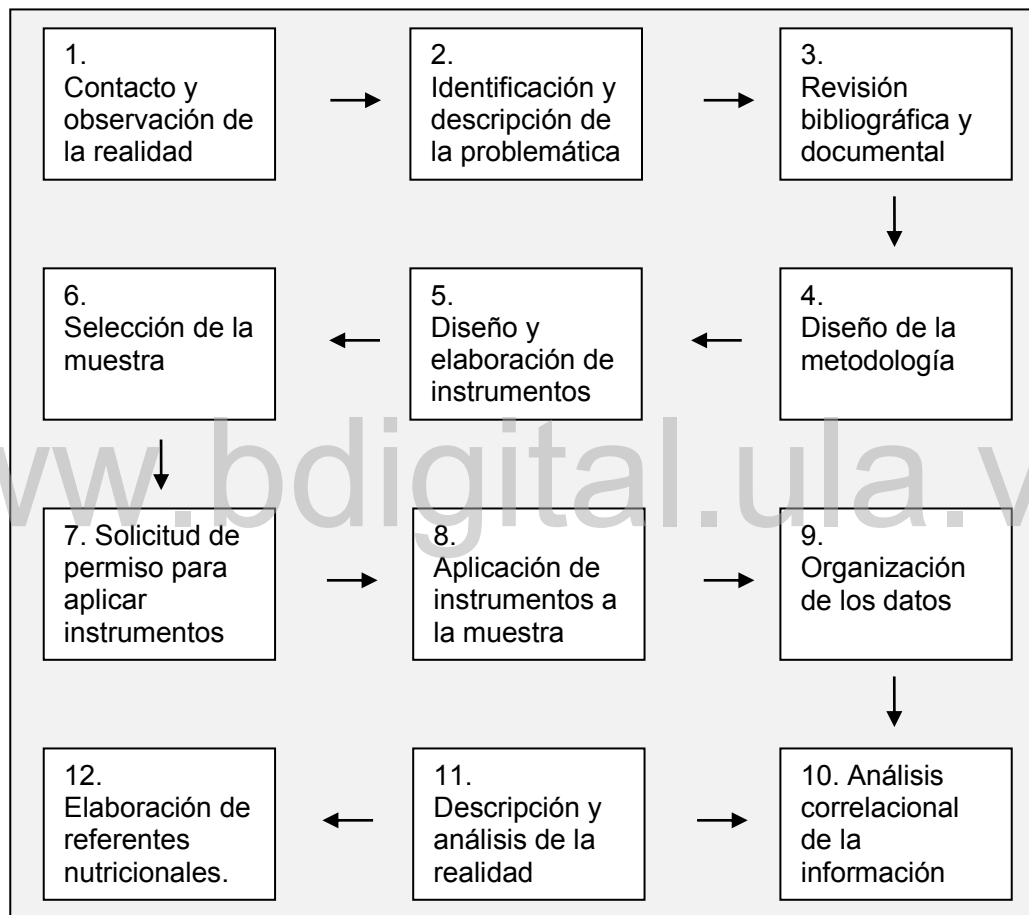 1.
Contacto y
observación de
la realidad
2.
Identificación y
descripción de
la problemática
3.
Revisión
bibliográfica y
documental
6.
Selección de la
muestra
5.
Diseño y
elaboración de
instrumentos
4.
Diseño de la
metodología
www.bdigital.ula.v
7. Solicitud de
permiso para
aplicar
instrumentos
8.
Aplicación de
instrumentos a
la muestra
9.
Organización
de los datos
12.
Elaboración de
referentes
nutricionales.
11.
Descripción y
análisis de la
realidad
10. Análisis
correlacional
de la
información